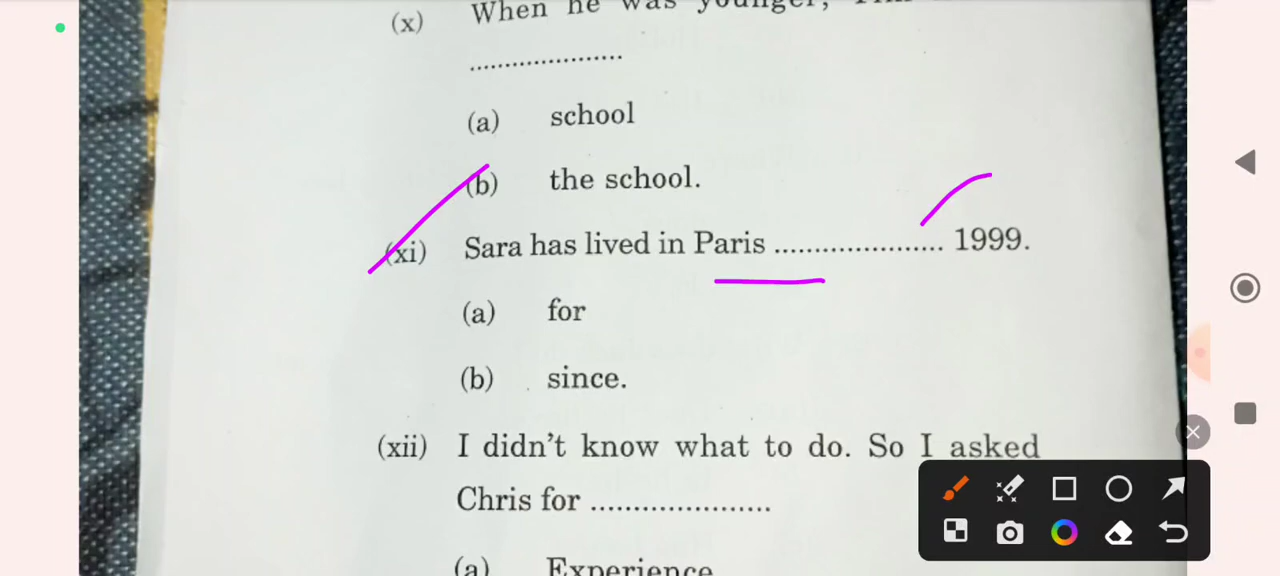 (x) When he was younger,
.....................
(a) school
(b) the school.
(xi) Sara has lived in Paris ...................... 1999.
(a) for
(b) since.
(xii) I didn't know what to do. So I asked
Chris for ......................
(a) Experience